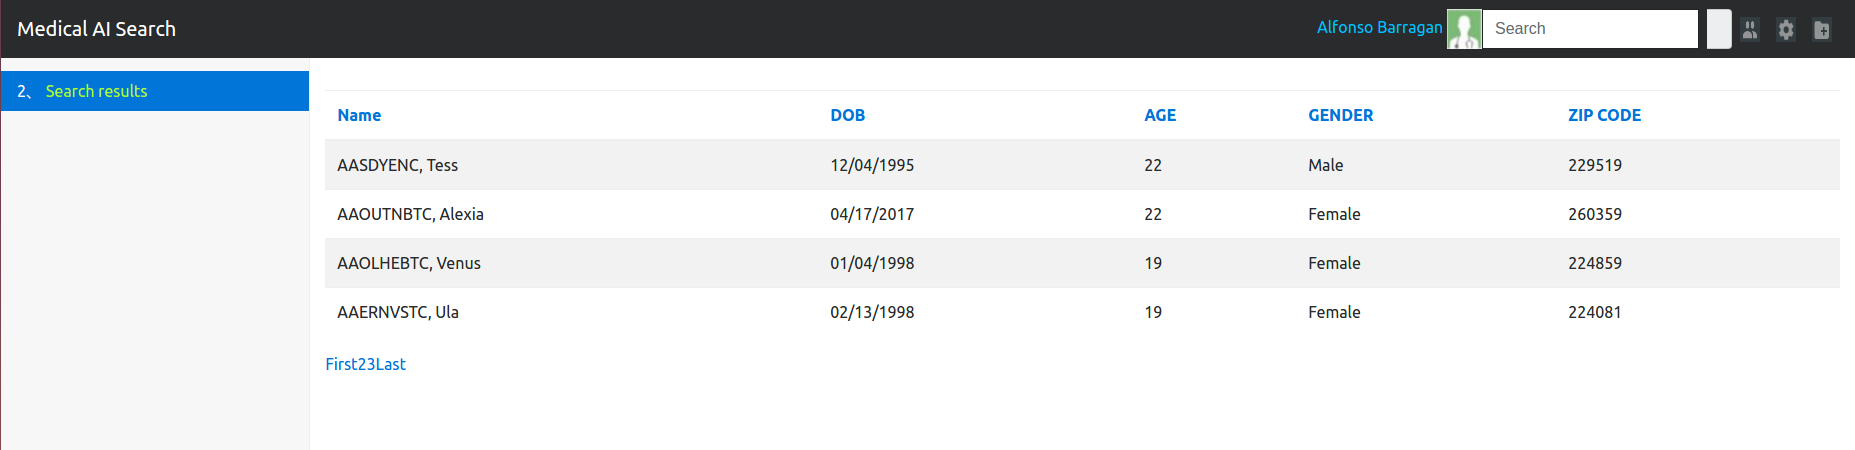 Medical AI Search
Alfonso Barragan Search
2、 Search results
Name DOB AGE GENDER ZIP CODE
AASDYENC, Tess 12/04/1995 22 Male 229519
AAOUTNBTC, Alexia 04/17/2017 22 Female 260359
AAOLHEBTC, Venus 01/04/1998 19 Female 224859
AAERNVSTC, Ula 02/13/1998 19 Female 224081
First23Last